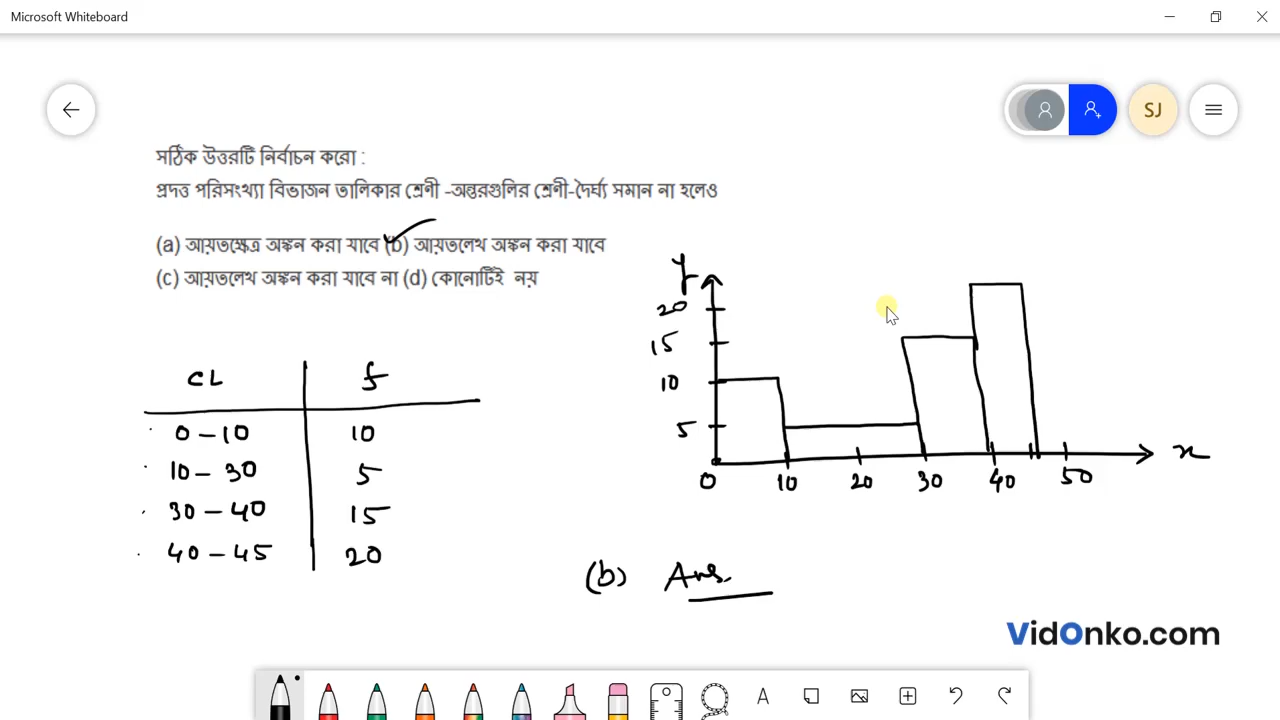 Microsoft Whiteboard
SJ
সঠিক উত্তরটি নির্বাচন করো :
প্রদত্ত পরিসংখ্যা বিভাজন তালিকার শ্রেণী -অন্তরগুলির শ্রেণী-দৈর্ঘ্য সমান না হলেও
(a) আয়তক্ষেত্র অঙ্কন করা যাবে (b) আয়তলেখ অঙ্কন করা যাবে
(c) আয়তলেখ অঙ্কন করা যাবে না (d) কোনোটিই নয়
CL f
0 – 10 10
10 – 30 5
30 – 40 15
40 – 45 20
y
20
15
10
5
0 10 20 30 40 50 x
(b) Ans.
VidOnko.com
A